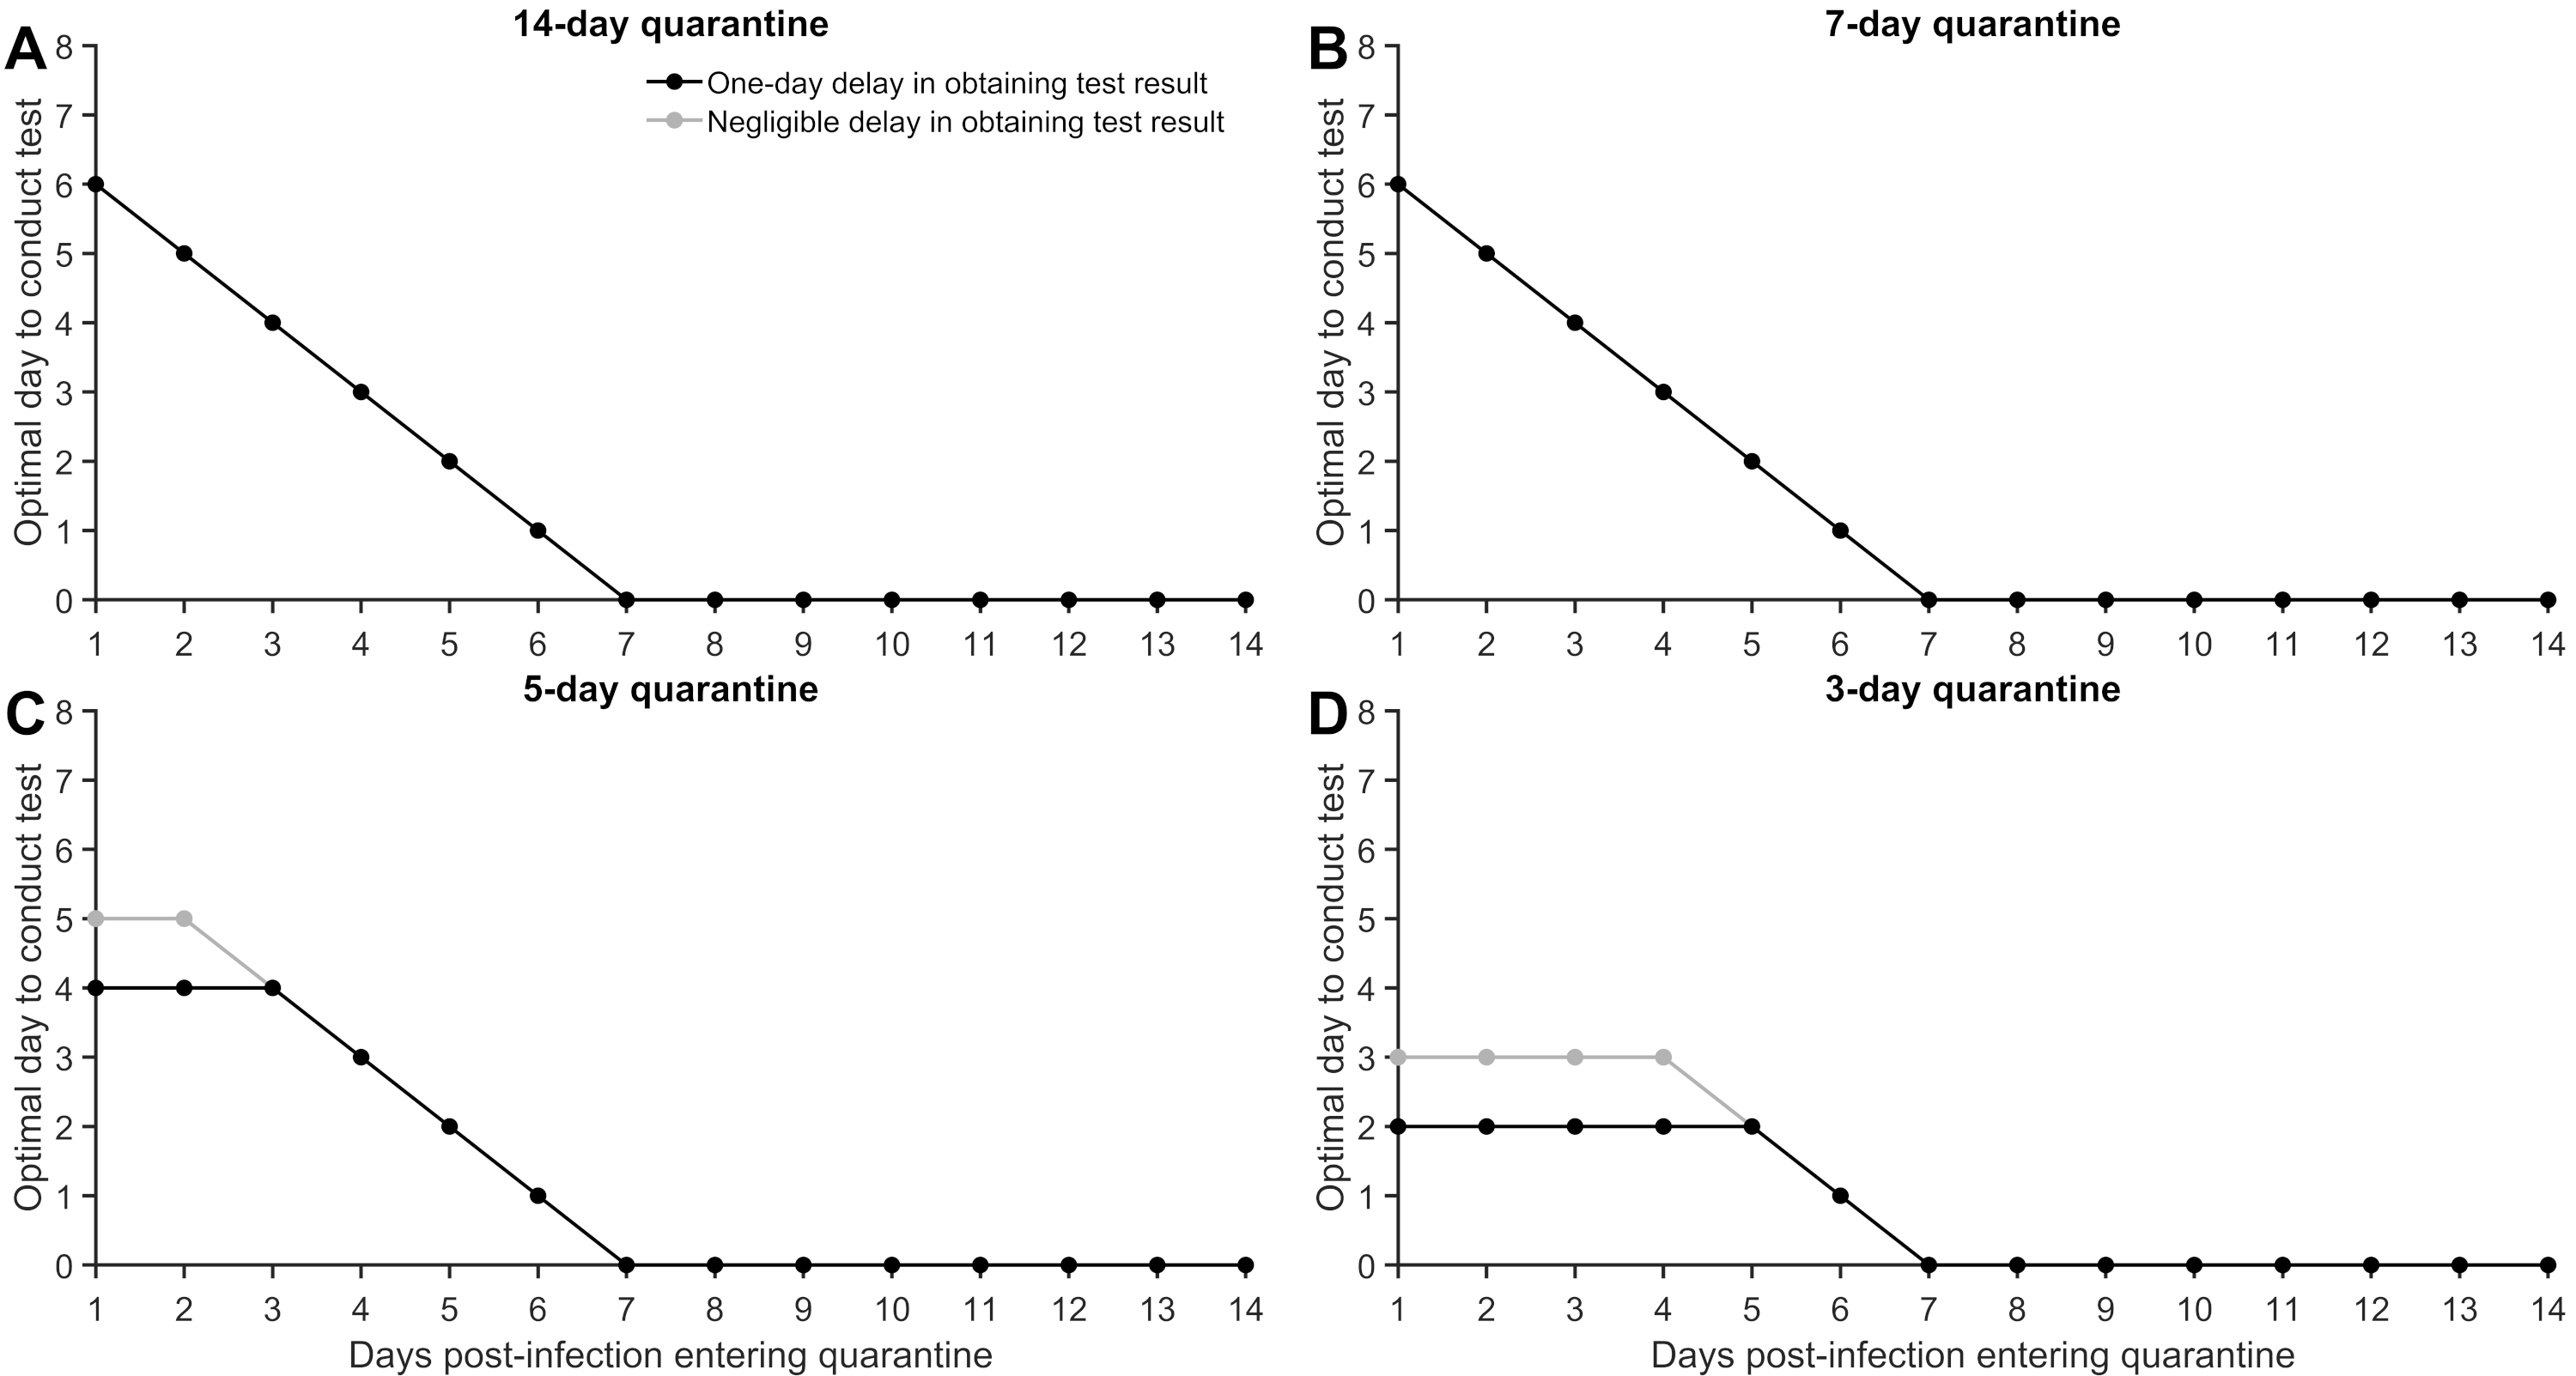 A
14-day quarantine
One-day delay in obtaining test result
Negligible delay in obtaining test result
Optimal day to conduct test
8
7
6
5
4
3
2
1
0
1 2 3 4 5 6 7 8 9 10 11 12 13 14
B
7-day quarantine
Optimal day to conduct test
8
7
6
5
4
3
2
1
0
1 2 3 4 5 6 7 8 9 10 11 12 13 14
C
5-day quarantine
Optimal day to conduct test
8
7
6
5
4
3
2
1
0
1 2 3 4 5 6 7 8 9 10 11 12 13 14
Days post-infection entering quarantine
D
3-day quarantine
Optimal day to conduct test
8
7
6
5
4
3
2
1
0
1 2 3 4 5 6 7 8 9 10 11 12 13 14
Days post-infection entering quarantine